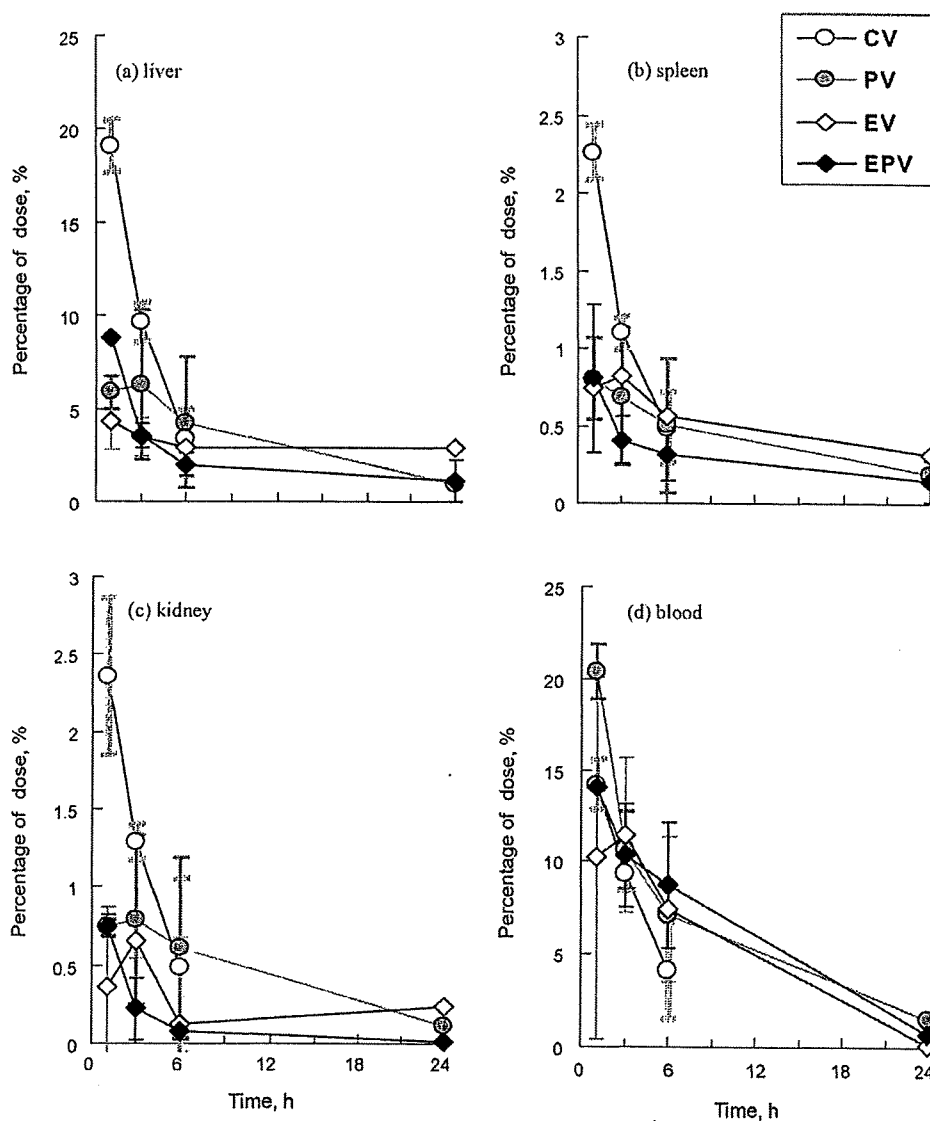 CV
PV
EV
EPV
(a) liver
25
20
15
10
5
0
Percentage of dose, %
(b) spleen
3
2.5
2
1.5
1
0.5
0
Percentage of dose, %
(c) kidney
3
2.5
2
1.5
1
0.5
0
Percentage of dose, %
0 6 12 18 24
Time, h
(d) blood
25
20
15
10
5
0
Percentage of dose, %
0 6 12 18 24
Time, h